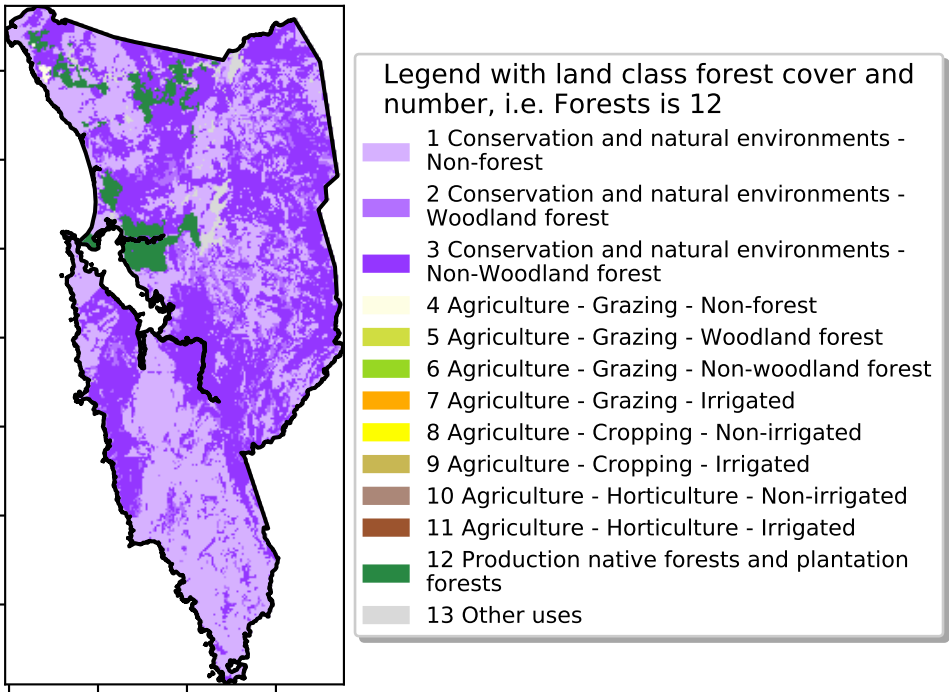 Legend with land class forest cover and
number, i.e. Forests is 12
1 Conservation and natural environments -
Non-forest
2 Conservation and natural environments -
Woodland forest
3 Conservation and natural environments -
Non-Woodland forest
4 Agriculture - Grazing - Non-forest
5 Agriculture - Grazing - Woodland forest
6 Agriculture - Grazing - Non-woodland forest
7 Agriculture - Grazing - Irrigated
8 Agriculture - Cropping - Non-irrigated
9 Agriculture - Cropping - Irrigated
10 Agriculture - Horticulture - Non-irrigated
11 Agriculture - Horticulture - Irrigated
12 Production native forests and plantation
forests
13 Other uses